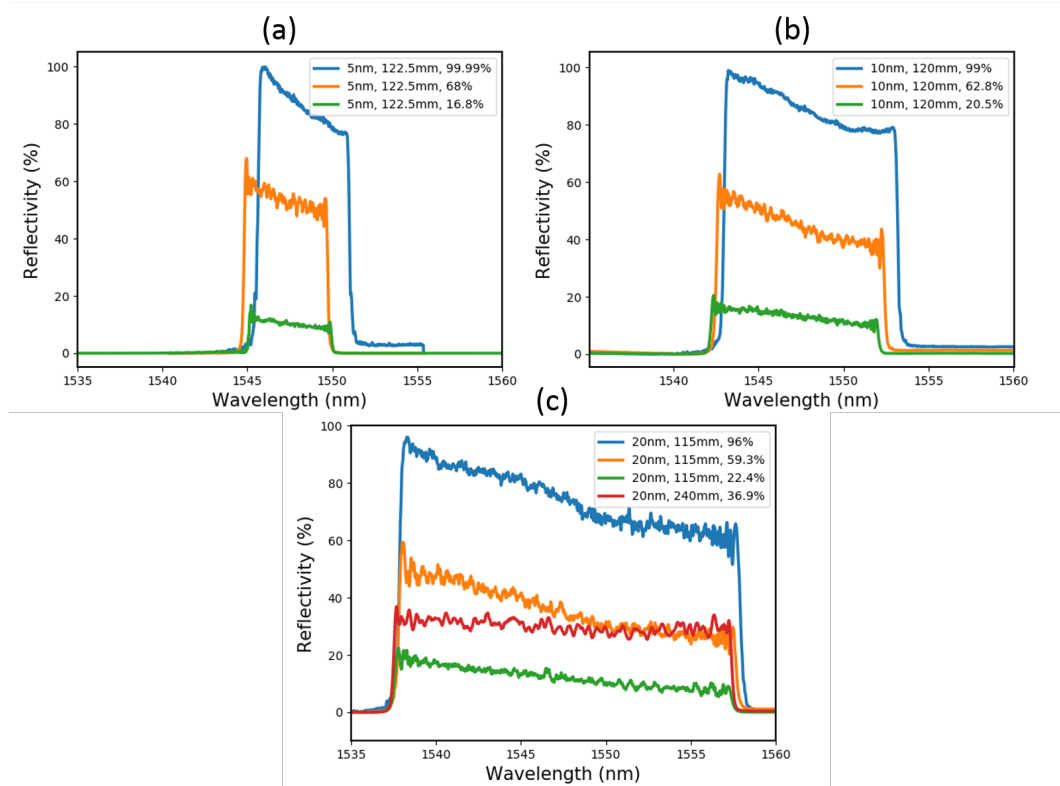 (a)
(b)
5nm, 122.5mm, 99.99%
5nm, 122.5mm, 68%
5nm, 122.5mm, 16.8%
10nm, 120mm, 99%
10nm, 120mm, 62.8%
10nm, 120mm, 20.5%
100
80
60
40
20
0
Reflectivity (%)
1535
1540
1545
1550
1555
1560
Wavelength (nm)
100
80
60
40
20
0
Reflectivity (%)
1540
1545
1550
1555
1560
Wavelength (nm)
(c)
20nm, 115mm, 96%
20nm, 115mm, 59.3%
20nm, 115mm, 22.4%
20nm, 240mm, 36.9%
100
80
60
40
20
0
Reflectivity (%)
1535
1540
1545
1550
1555
1560
Wavelength (nm)